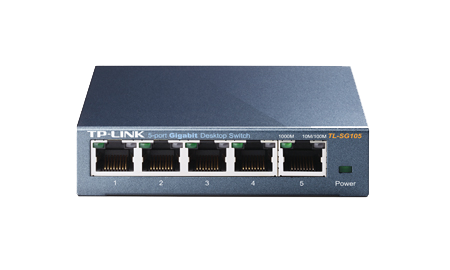 TP-LINK 5-port Gigabit Desktop Switch 1000M 10M/100M TL-SG105
1 2 3 4 5 Power